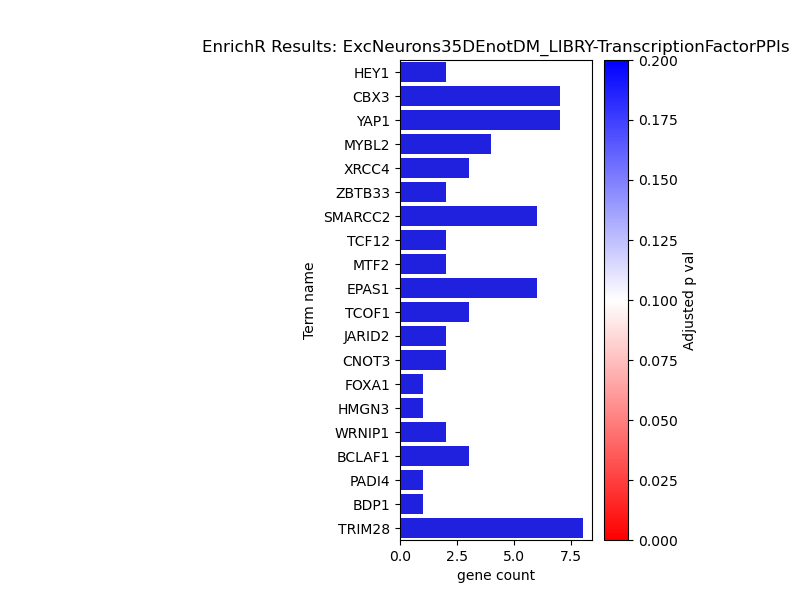 EnrichR Results: ExcNeurons35DEnotDM_LIBRY-TranscriptionFactorPPIs
HEY1
CBX3
YAP1
MYBL2
XRCC4
ZBTB33
SMARCC2
TCF12
MTF2
EPAS1
TCOF1
JARID2
CNOT3
FOXA1
HMGN3
WRNIP1
BCLAF1
PADI4
BDP1
TRIM28
Term name
0.0 2.5 5.0 7.5
gene count
0.200
0.175
0.150
0.125
0.100
0.075
0.050
0.025
0.000
Adjusted p val